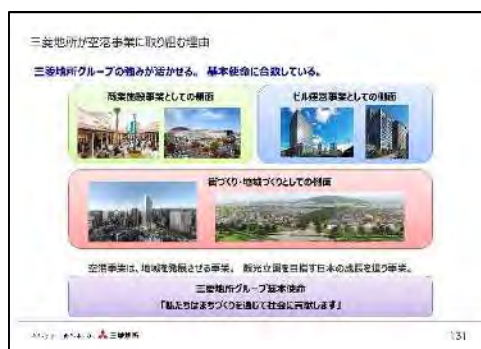 三菱地所が空港事業に取り組む理由
三菱地所グループの強みが活かせる。 基本使命に合致している。
商業施設事業としての側面
ビル運営事業としての側面
街づくり・地域づくりとしての側面
空港事業は、地域を発展させる事業。 観光立国を目指す日本の成長を担う事業。
三菱地所グループ基本使命
「私たちはまちづくりを通じて社会に貢献します」
三菱地所
131